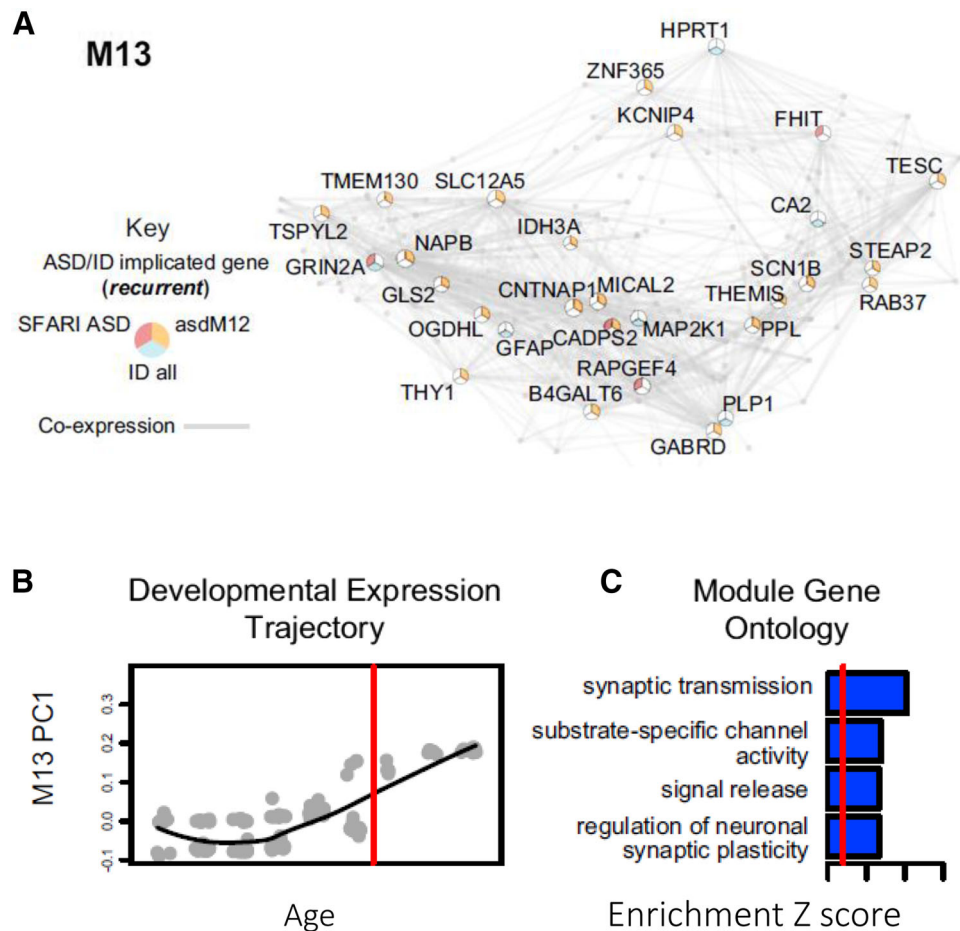 A
M13
HPRT1
ZNF365
KCNIP4
FHIT
TESC
TMEM130
SLC12A5
CA2
TSPYL2
IDH3A
Key
NAPB
STEAP2
ASD/ID implicated gene
(recurrent)
GRIN2A
SCN1B
GLS2
CNTNAP1
MICAL2
THEMIS
RAB37
SFARI ASD
asdM12
OGDHL
GFAP
CADPS2
MAP2K1
PPL
ID all
RAPGEF4
THY1
B4GALT6
PLP1
Co-expression
GABRD
B
Developmental Expression
Trajectory
M13 PC1
0.3
0.2
0.1
0.0
-0.1
Age
C
Module Gene
Ontology
synaptic transmission
substrate-specific channel
activity
signal release
regulation of neuronal
synaptic plasticity
Enrichment Z score